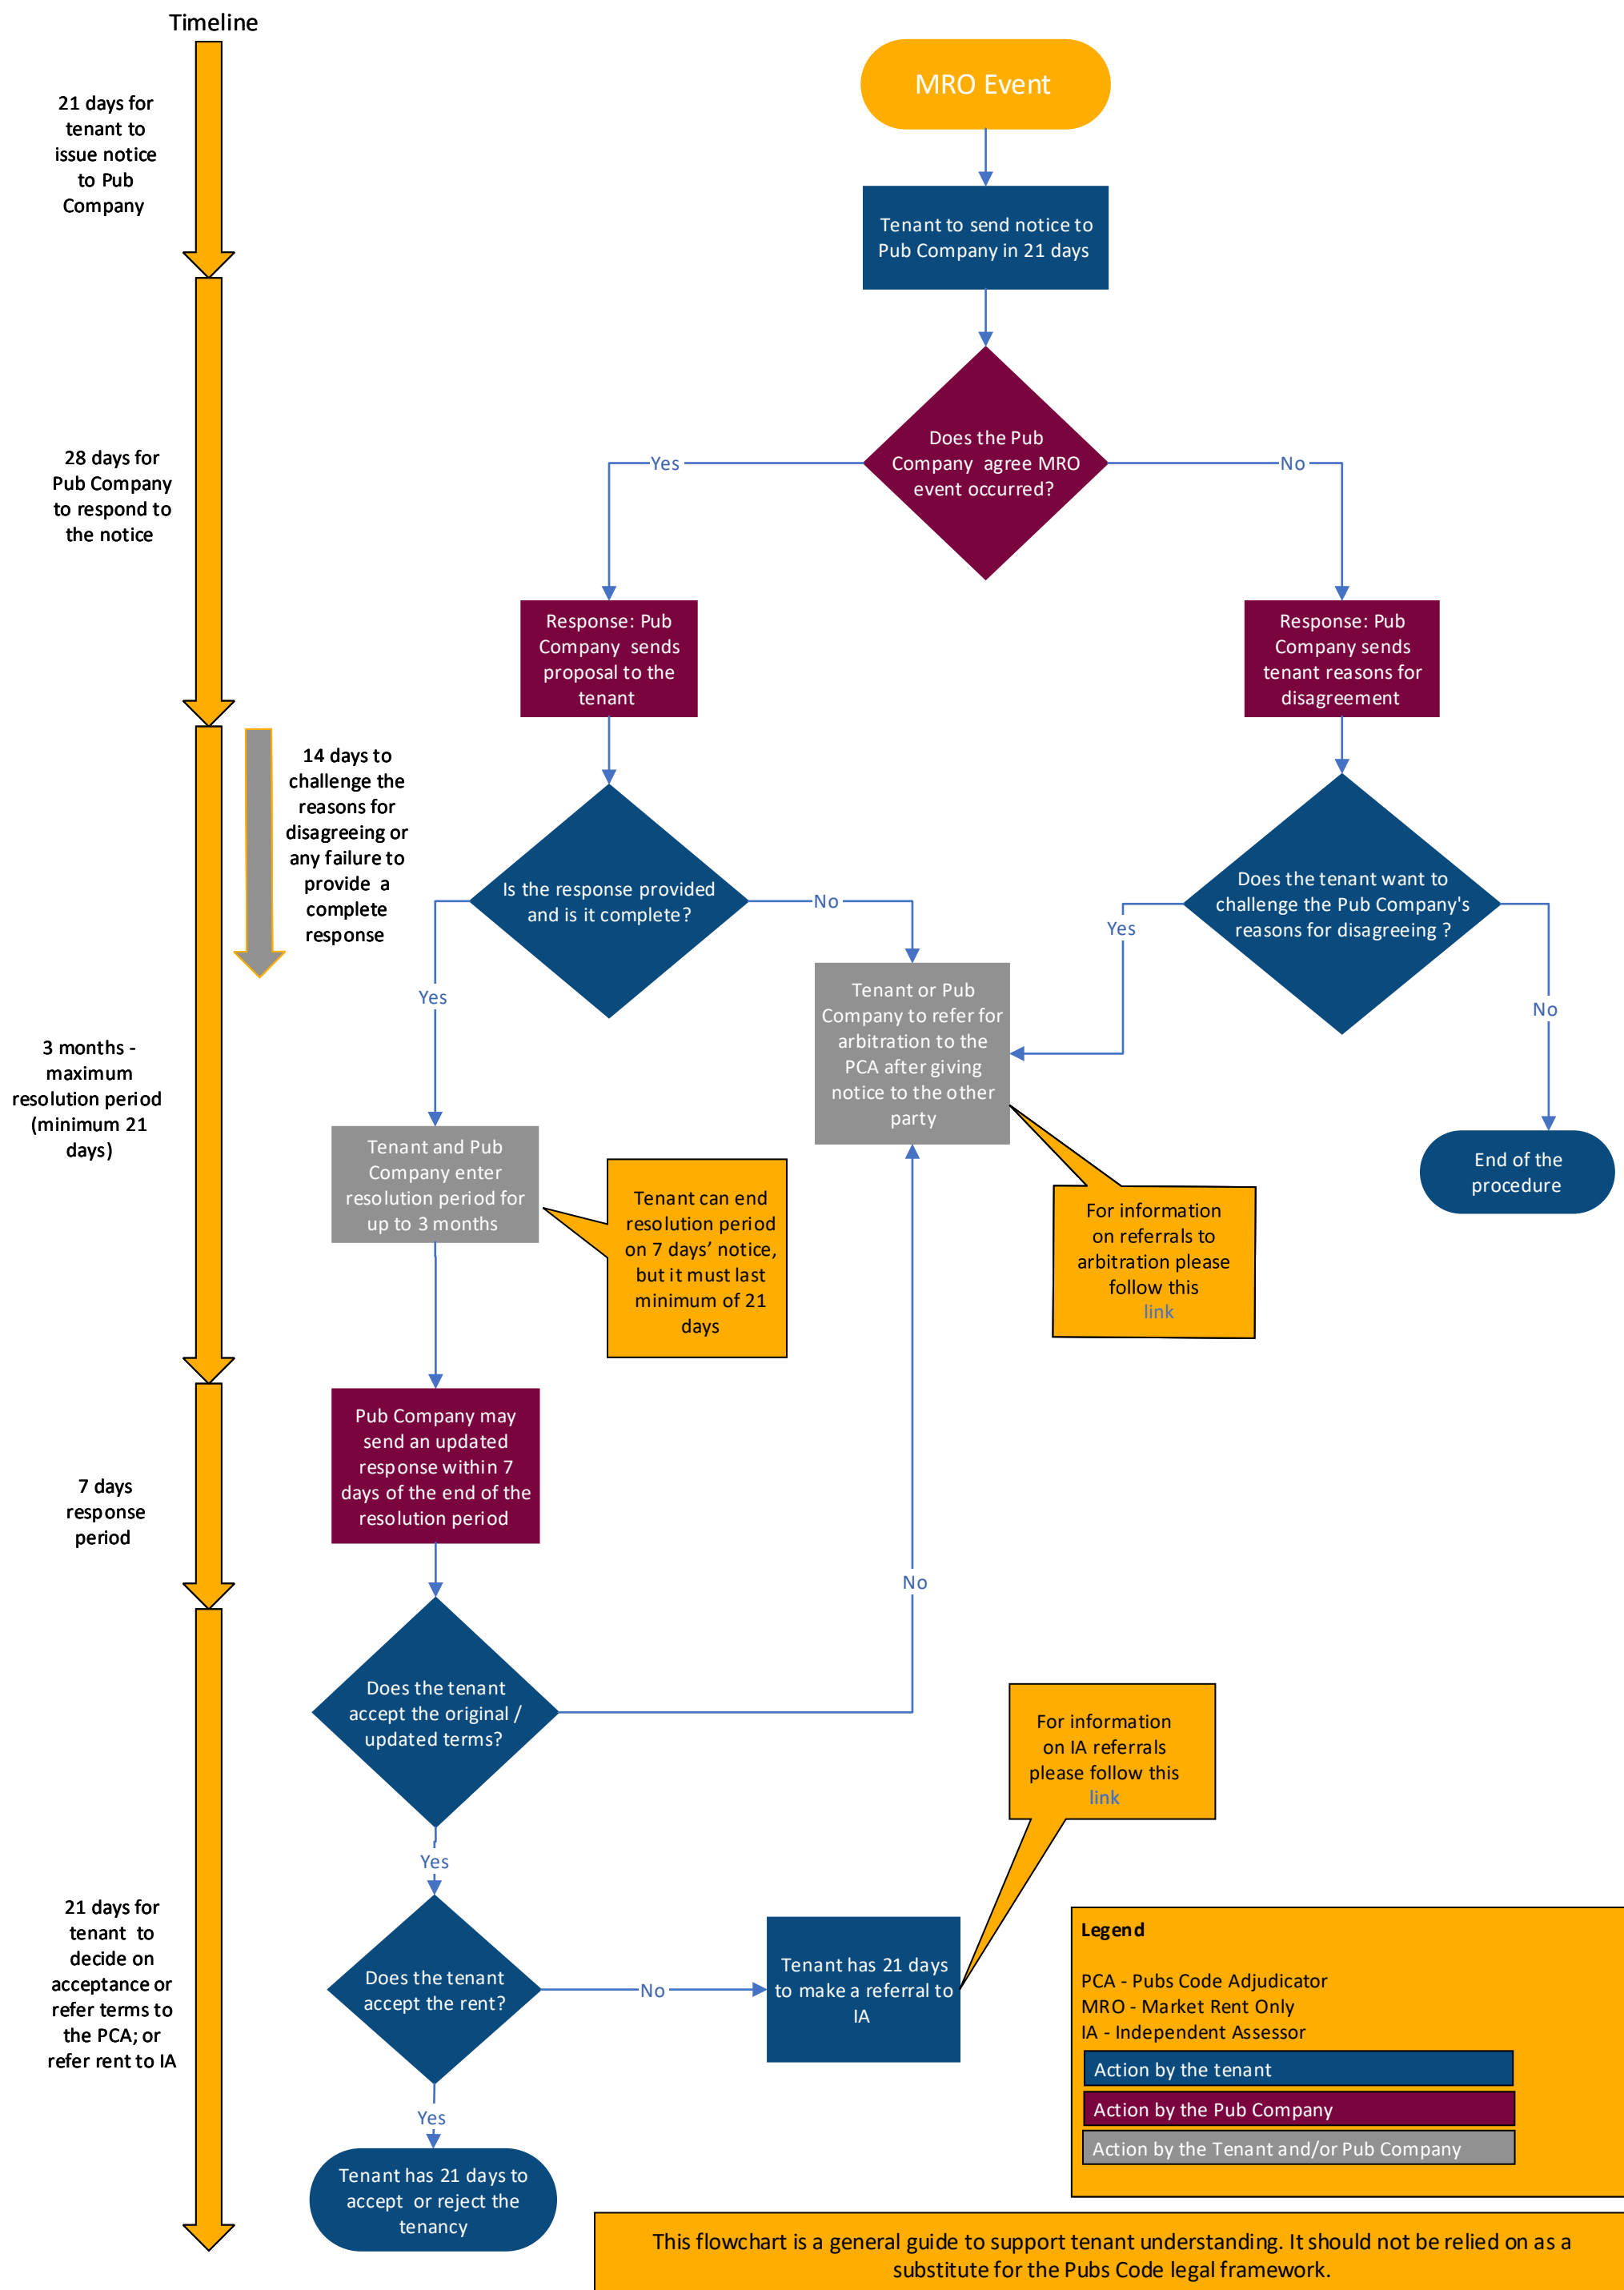 Timeline
21 days for
tenant to
issue notice
to Pub
Company
28 days for
Pub Company
to respond to
the notice
14 days to
challenge the
reasons for
disagreeing or
any failure to
provide a
complete
response
3 months -
maximum
resolution period
(minimum 21
days)
7 days
response
period
21 days for
tenant to
decide on
acceptance or
refer terms to
the PCA; or
refer rent to IA
MRO Event
Tenant to send notice to
Pub Company in 21 days
Does the Pub
Company agree MRO
event occurred?
Yes
No
Response: Pub
Company sends
proposal to the
tenant
Response: Pub
Company sends
tenant reasons for
disagreement
Is the response provided
and is it complete?
No
Yes
Does the tenant want to
challenge the Pub Company's
reasons for disagreeing ?
Yes
No
Tenant or Pub
Company to refer for
arbitration to the
PCA after giving
notice to the other
party
End of the
procedure
Tenant and Pub
Company enter
resolution period for
up to 3 months
Tenant can end
resolution period
on 7 days’ notice,
but it must last
minimum of 21
days
For information
on referrals to
arbitration please
follow this
link
Pub Company may
send an updated
response within 7
days of the end of the
resolution period
No
Does the tenant
accept the original /
updated terms?
Yes
For information
on IA referrals
please follow this
link
Does the tenant
accept the rent?
No
Tenant has 21 days
to make a referral to
IA
Yes
Tenant has 21 days to
accept or reject the
tenancy
Legend
PCA - Pubs Code Adjudicator
MRO - Market Rent Only
IA - Independent Assessor
Action by the tenant
Action by the Pub Company
Action by the Tenant and/or Pub Company
This flowchart is a general guide to support tenant understanding. It should not be relied on as a
substitute for the Pubs Code legal framework.